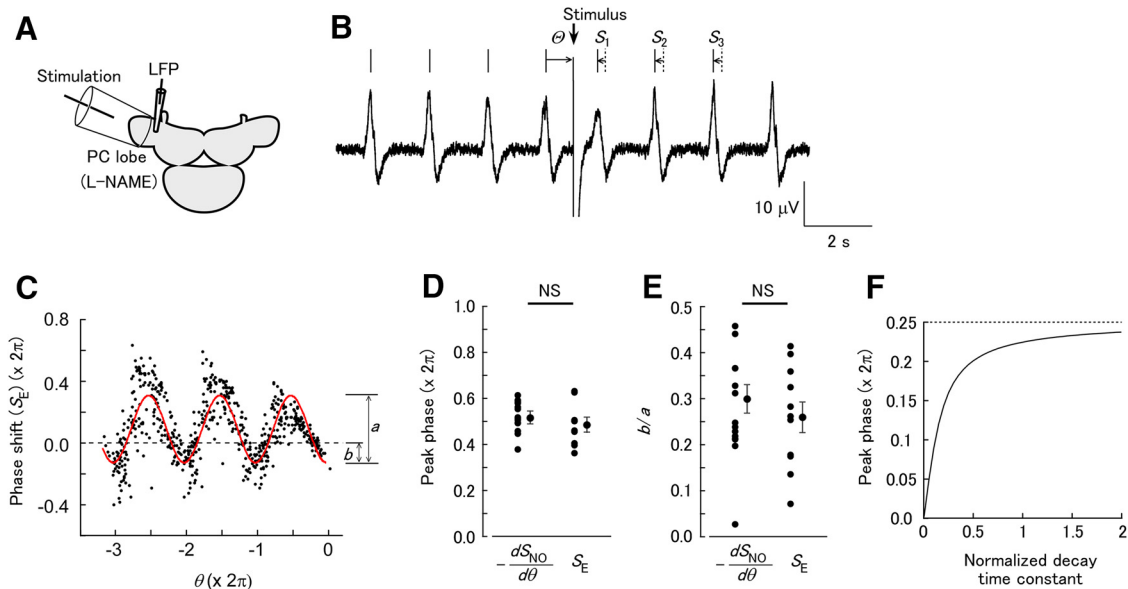 A
Stimulation
LFP
PC lobe
(L-NAME)
B
Stimulus
Θ
S1
S2
S3
10 μV
2 s
C
Phase shift (SE) (x 2π)
0.8
0.4
0.0
-0.4
a
b
-3
-2
-1
0
θ (x 2π)
D
NS
Peak phase (x 2π)
1.0
0.8
0.6
0.4
0.2
0.0
- dSNO
dθ
SE
E
NS
b/a
0.5
0.4
0.3
0.2
0.1
0.0
- dSNO
dθ
SE
F
Peak phase (x 2π)
0.25
0.2
0.15
0.1
0.05
0
0
0.5
1
1.5
2
Normalized decay
time constant